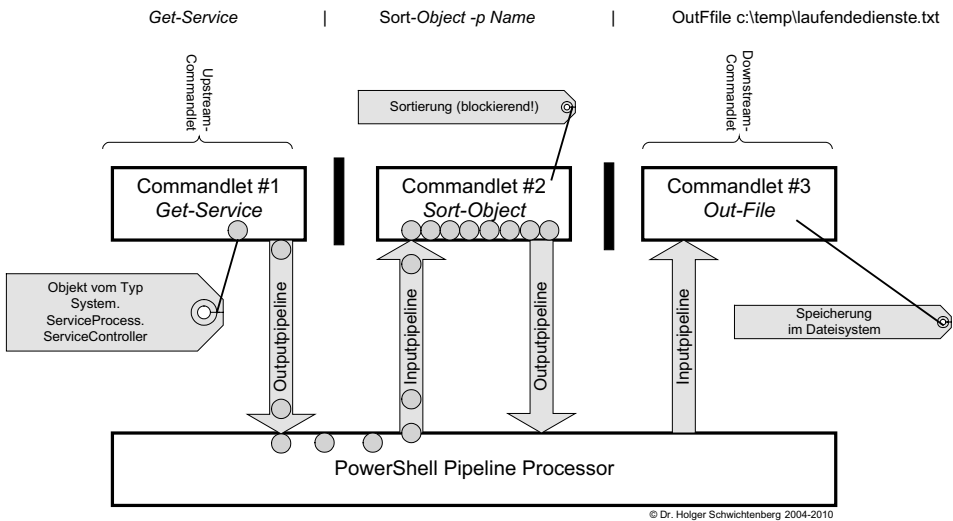 Get-Service | Sort-Object -p Name | OutFfile c:\temp\laufendedienste.txt
Upstream-
Commandlet
Downstream-
Commandlet
Sortierung (blockierend!)
Commandlet #1
Get-Service
Commandlet #2
Sort-Object
Commandlet #3
Out-File
Objekt vom Typ
System.
ServiceProcess.
ServiceController
Outputpipeline
Inputpipeline
Outputpipeline
Inputpipeline
Speicherung
im Dateisystem
PowerShell Pipeline Processor
© Dr. Holger Schwichtenberg 2004-2010